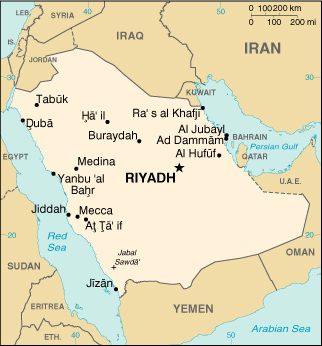 LEB.
SYRIA
0 100 200 km
0 100 200 mi
IRAQ
IRAN
IS.
JORDAN
30
30
40
50
KUWAIT
Tabūk
Ḩā' il
Ra' s al Khafji
Ḑubā
Buraydah
Al Jubayl
Ad Dammām
BAHRAIN
Persian Gulf
Al Hufūf
QATAR
EGYPT
Medina
RIYADH
Yanbu 'al
Baḩr
U.A.E.
Jiddah
Mecca
Aţ Ţā' if
20
20
Red
Sea
OMAN
Jabal
Sawdā'
SUDAN
Jīzān
YEMEN
ERITREA
Arabian Sea
ETH.
40
50